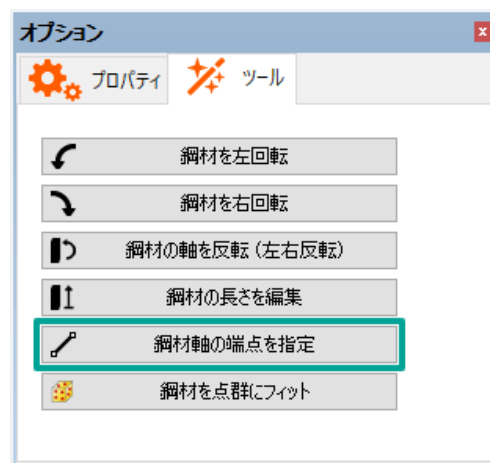 オプション
プロパティ ツール
鋼材を左回転
鋼材を右回転
鋼材の軸を反転（左右反転）
鋼材の長さを編集
鋼材軸の端点を指定
鋼材を点群にフィット